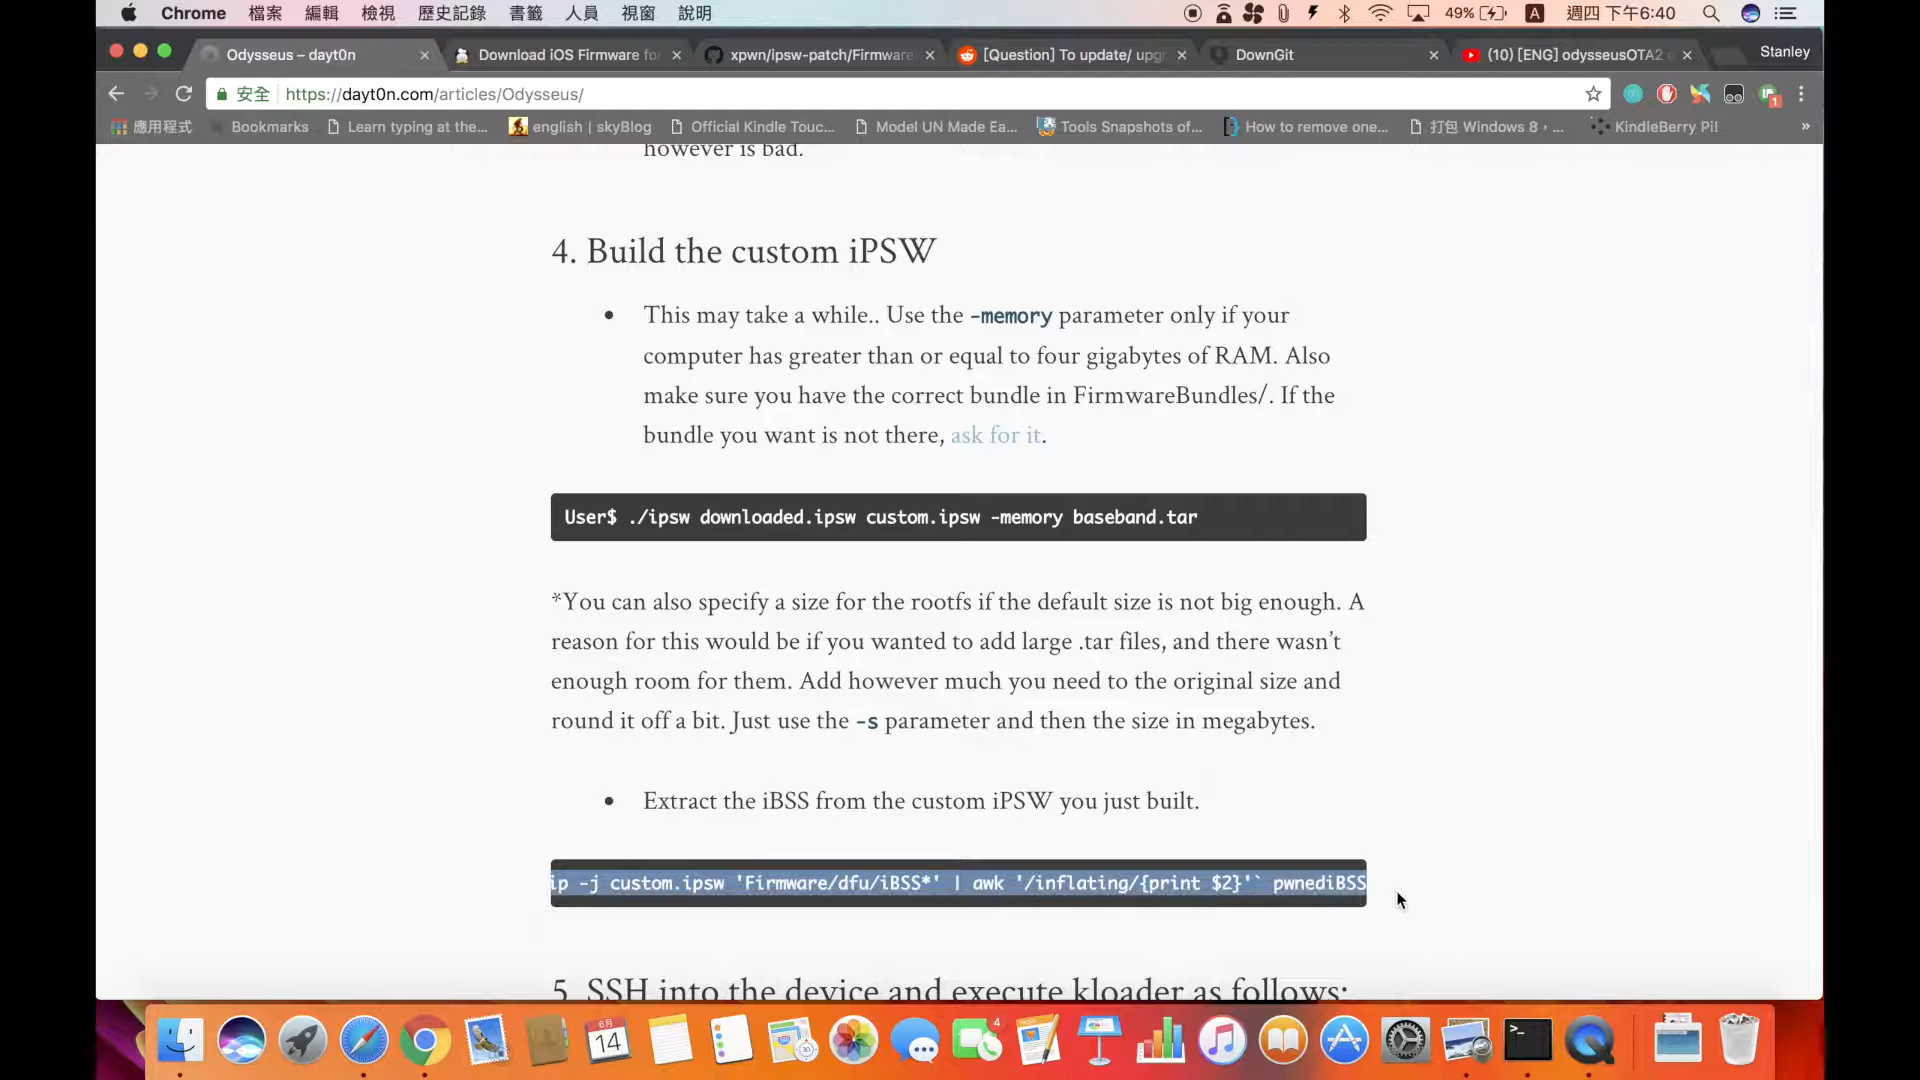 Chrome 檔案 編輯 檢視 歷史記錄 書籤 人員 視窗 說明 49% A 週四 下午6:40
Odysseus – dayt0n Download iOS Firmware fo xpwn/ipsw-patch/Firmware [Question] To update/ upg DownGit (10) [ENG] odysseusOTA2 Stanley
安全 https://dayt0n.com/articles/Odysseus/
應用程式 Bookmarks Learn typing at the... english | skyBlog Official Kindle Touc... Model UN Made Ea... Tools Snapshots of... How to remove one... 打包 Windows 8，... KindleBerry Pi! »
however is bad.
4. Build the custom iPSW
This may take a while.. Use the -memory parameter only if your
computer has greater than or equal to four gigabytes of RAM. Also
make sure you have the correct bundle in FirmwareBundles/. If the
bundle you want is not there, ask for it.
User$ ./ipsw downloaded.ipsw custom.ipsw -memory baseband.tar
*You can also specify a size for the rootfs if the default size is not big enough. A
reason for this would be if you wanted to add large .tar files, and there wasn't
enough room for them. Add however much you need to the original size and
round it off a bit. Just use the -s parameter and then the size in megabytes.
Extract the iBSS from the custom iPSW you just built.
ip -j custom.ipsw 'Firmware/dfu/iBSS*' | awk '/inflating/{print $2}'` pwnediBSS
5. SSH into the device and execute kloader as follows:
6月
14
4